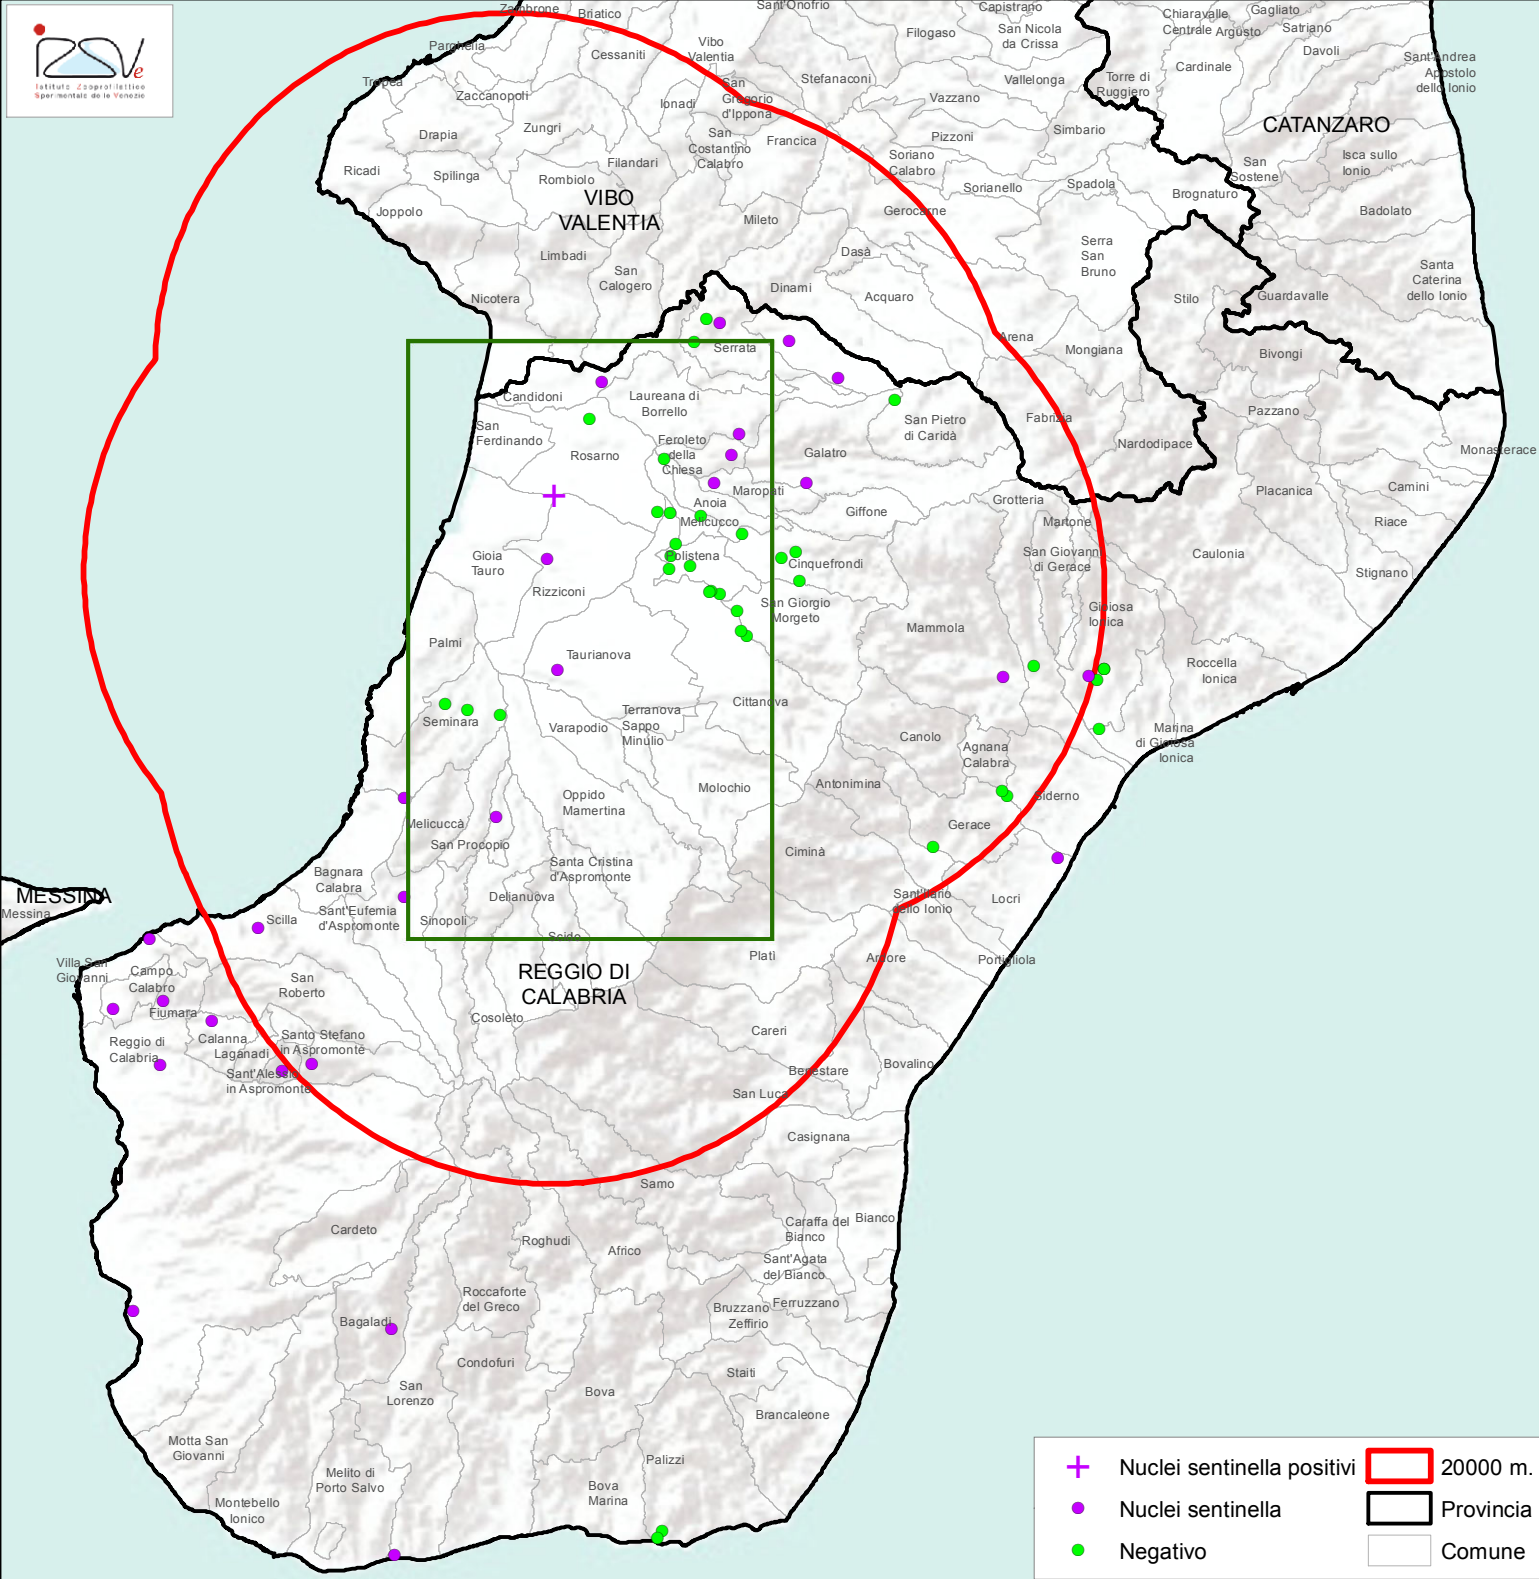 Istituto Zooprofilattico
Sperimentale delle Venezie
Zambrone
Briatico
Sant'Onofrio
Capistrano
Chiaravalle
Centrale
Argusto
Gagliato
Satriano
Davoli
Parghelia
Cessaniti
Vibo
Valentia
Filogaso
San Nicola
da Crissa
Cardinale
Sant'Andrea
Apostolo
dello Ionio
Tropea
Zaccanopoli
Ionadi
San
Gregorio
d'Ippona
Stefanaconi
Vallelonga
Torre di
Ruggiero
Vazzano
CATANZARO
Drapia
Zungri
San
Costantino
Calabro
Francica
Pizzoni
Simbario
Ricadi
Spilinga
Rombiolo
Filandari
Soriano
Calabro
Sorianello
Spadola
San
Sostene
Isca sullo
Ionio
Brognaturo
Joppolo
VIBO
VALENTIA
Mileto
Gerocarne
Badolato
Limbadi
San
Calogero
Dasà
Serra
San
Bruno
Santa
Caterina
dello Ionio
Nicotera
Dinami
Acquaro
Stilo
Guardavalle
Serrata
Arena
Mongiana
Bivongi
Candidoni
Laureana di
Borrello
San
Ferdinando
San Pietro
di Caridà
Fabrizia
Pazzano
Rosarno
Feroleto
della
Chiesa
Galatro
Nardodipace
Monasterace
Anoia
Maropati
Giffone
Grotteria
Placanica
Camini
Melicucco
Martone
Riace
Gioia
Tauro
Polistena
Cinquefrondi
San Giovanni
di Gerace
Caulonia
Stignano
Rizziconi
San Giorgio
Morgeto
Gioiosa
Ionica
Palmi
Taurianova
Mammola
Roccella
Ionica
Seminara
Varapodio
Terranova
Sappo
Minulio
Cittanova
Canolo
Agnana
Calabra
Marina
di Gioiosa
Ionica
Melicuccà
Oppido
Mamertina
Molochio
Antonimina
Siderno
San Procopio
Gerace
Bagnara
Calabra
Santa Cristina
d'Aspromonte
Ciminà
MESSINA
Messina
Sant'Eufemia
d'Aspromonte
Sinopoli
Delianuova
Sant'Ilario
dello Ionio
Locri
Scilla
Scido
Villa San
Giovanni
Campo
Calabro
San
Roberto
REGGIO DI
CALABRIA
Platì
Ardore
Portigliola
Fiumara
Cosoleto
Careri
Reggio di
Calabria
Calanna
Laganadi
Santo Stefano
in Aspromonte
Sant'Alessio
in Aspromonte
Benestare
Bovalino
San Luca
Casignana
Samo
Cardeto
Roghudi
Africo
Caraffa del
Bianco
Bianco
Sant'Agata
del Bianco
Roccaforte
del Greco
Bruzzano
Zeffirio
Ferruzzano
Bagaladi
Condofuri
Staiti
San
Lorenzo
Bova
Brancaleone
Motta San
Giovanni
Melito di
Porto Salvo
Palizzi
Montebello
Ionico
Bova
Marina
Nuclei sentinella positivi
Nuclei sentinella
Negativo
20000 m.
Provincia
Comune